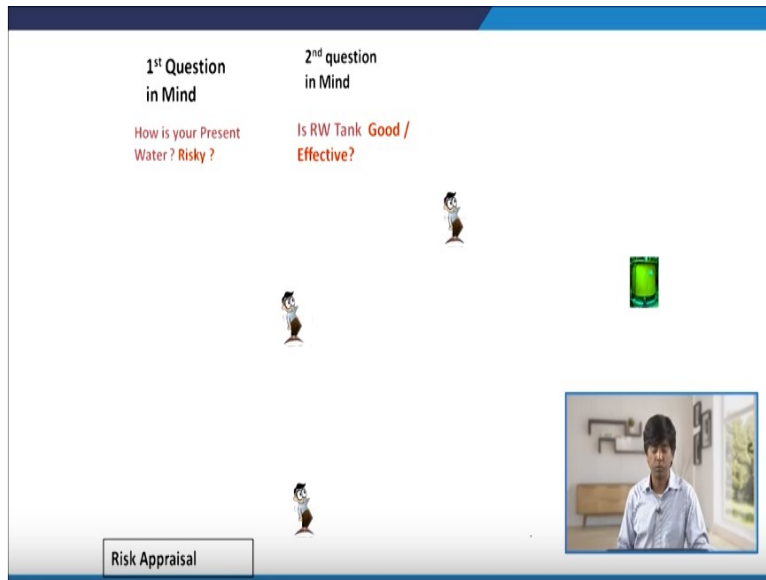 1st Question
in Mind
How is your Present
Water ? Risky ?
2nd question
in Mind
Is RW Tank Good /
Effective?
Risk Appraisal